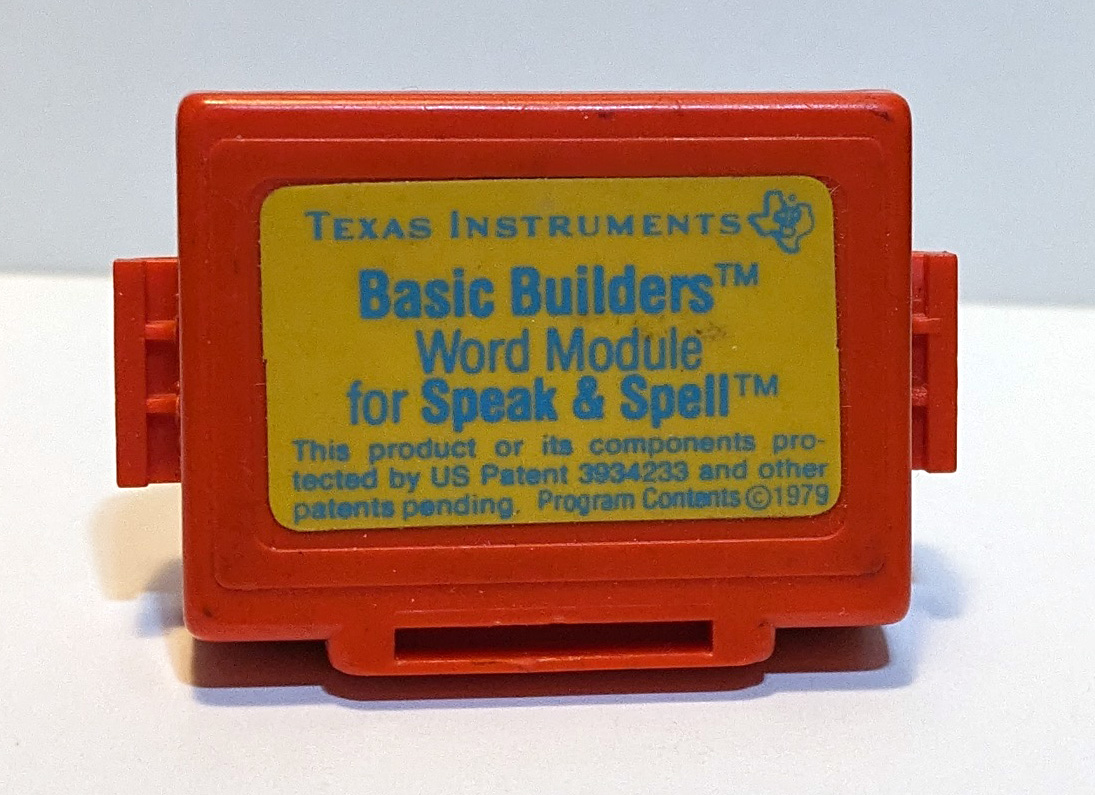 TEXAS INSTRUMENTS
Basic Builders™
Word Module
for Speak & Spell™
This product or its components pro-
tected by US Patent 3934233 and other
patents pending. Program Contents ©1979